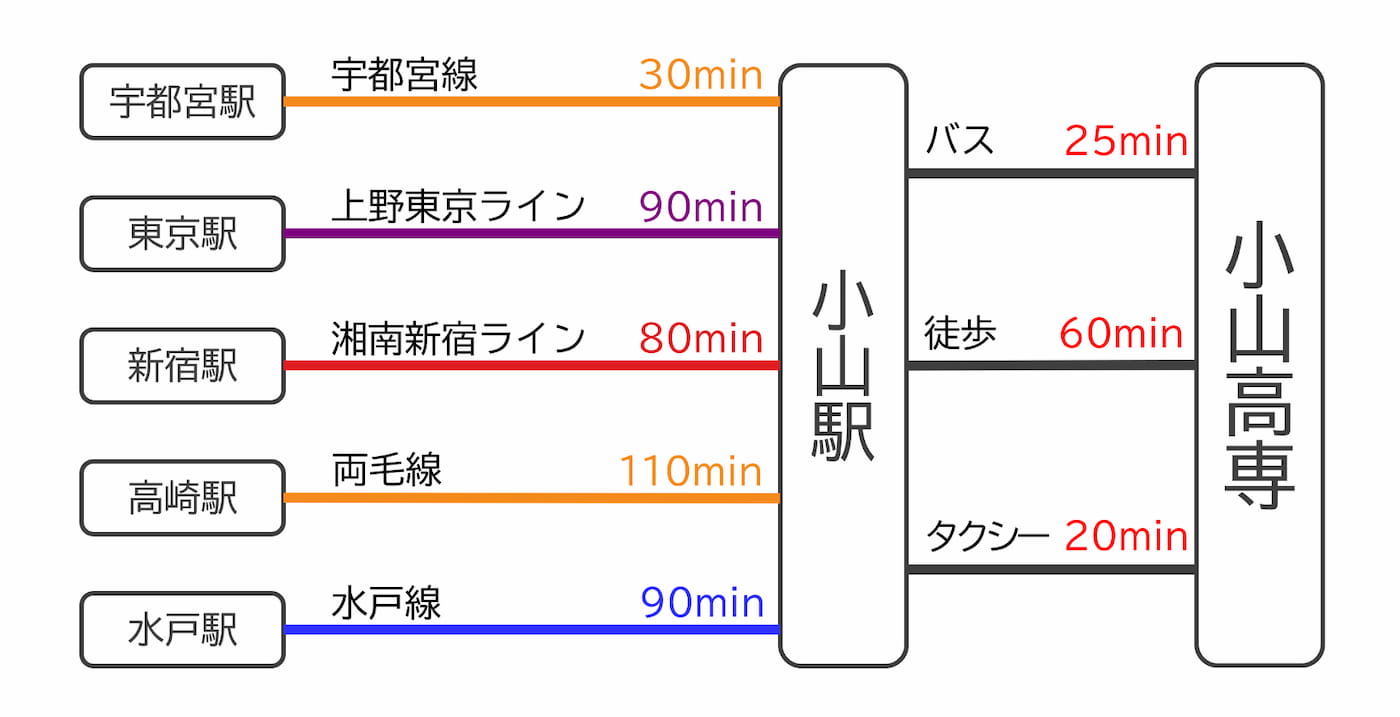 宇都宮駅
宇都宮線 30min
東京駅
上野東京ライン 90min
新宿駅
湘南新宿ライン 80min
高崎駅
両毛線 110min
水戸駅
水戸線 90min
小山駅
バス 25min
徒歩 60min
タクシー 20min
小山高専